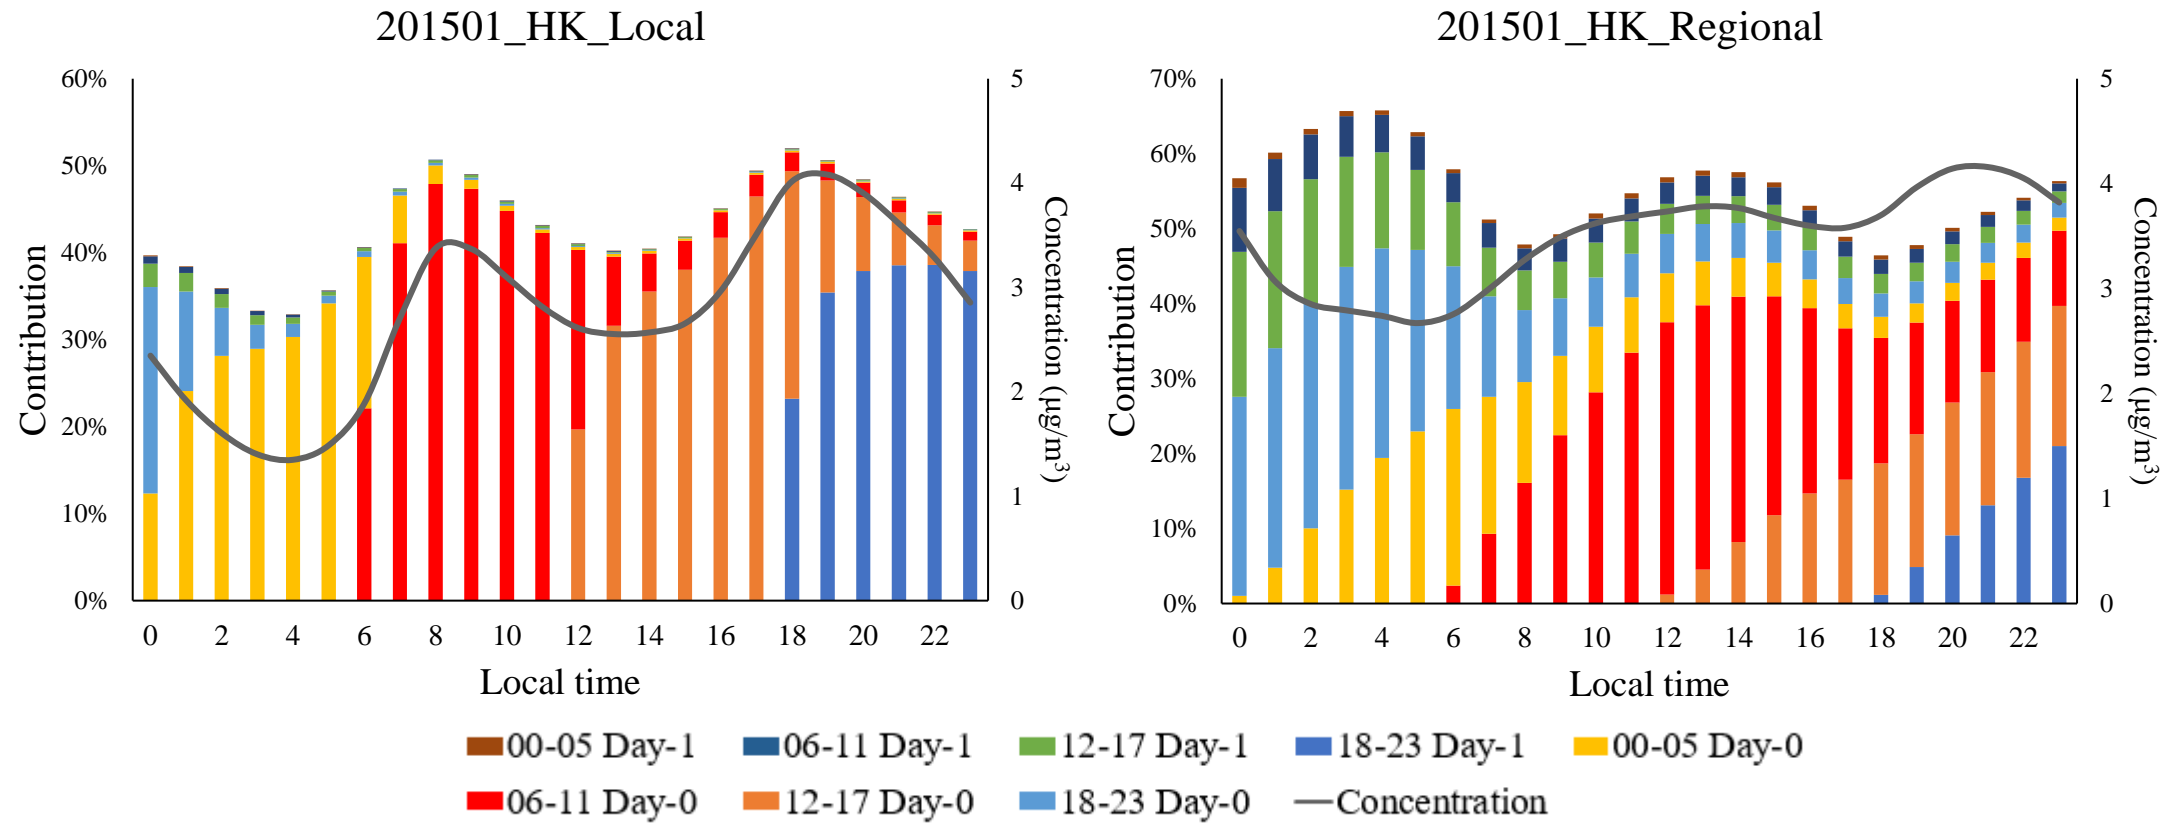 201501_HK_Local
201501_HK_Regional
60%
50%
40%
30%
20%
10%
0%
Contribution
5
4
3
2
1
0
Concentration (μg/m³)
0 2 4 6 8 10 12 14 16 18 20 22
Local time
70%
60%
50%
40%
30%
20%
10%
0%
Contribution
5
4
3
2
1
0
Concentration (μg/m³)
0 2 4 6 8 10 12 14 16 18 20 22
Local time
00-05 Day-1 06-11 Day-1 12-17 Day-1 18-23 Day-1 00-05 Day-0
06-11 Day-0 12-17 Day-0 18-23 Day-0 Concentration